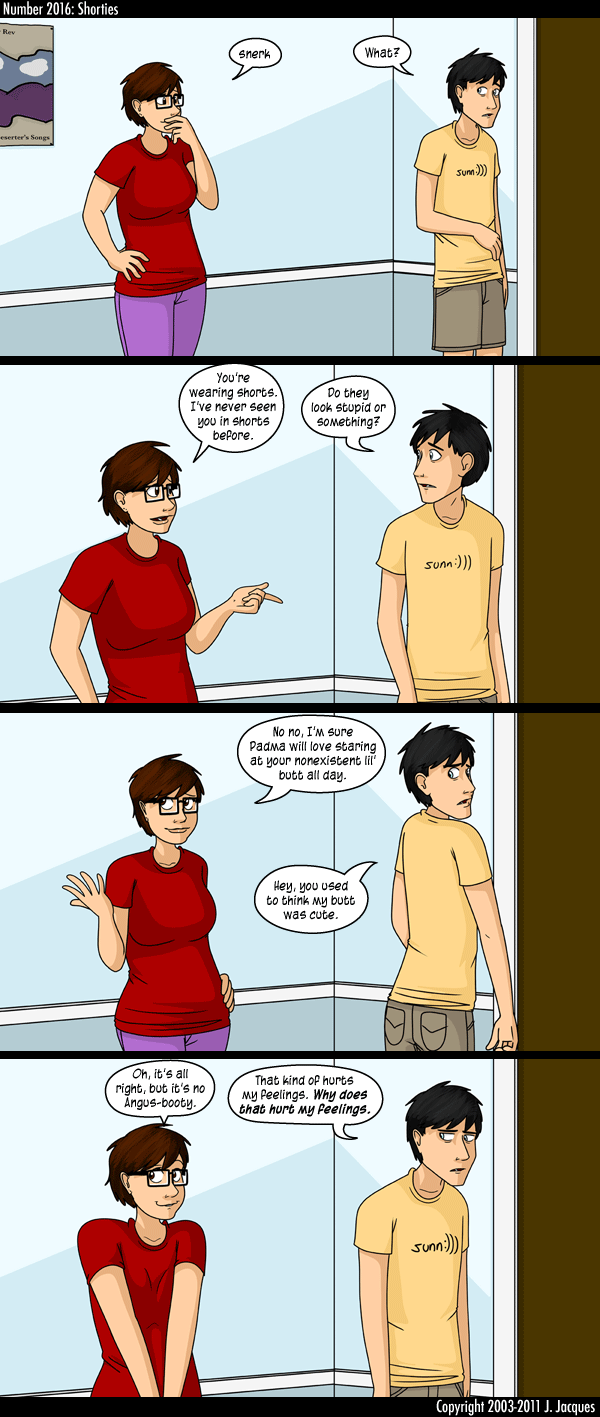 Number 2016: Shorties
Rev
eserter's Songs
snerk
What?
sunn:)))
You're
wearing shorts.
I've never seen
you in shorts
before.
Do they
look stupid or
something?
sunn:)))
No no, I'm sure
Padma will love staring
at your nonexistent lil'
butt all day.
Hey, you used
to think my butt
was cute.
Oh, it's all
right, but it's no
Angus-booty.
That kind of hurts
my feelings. Why does
that hurt my feelings.
sunn:)))
Copyright 2003-2011 J. Jacques